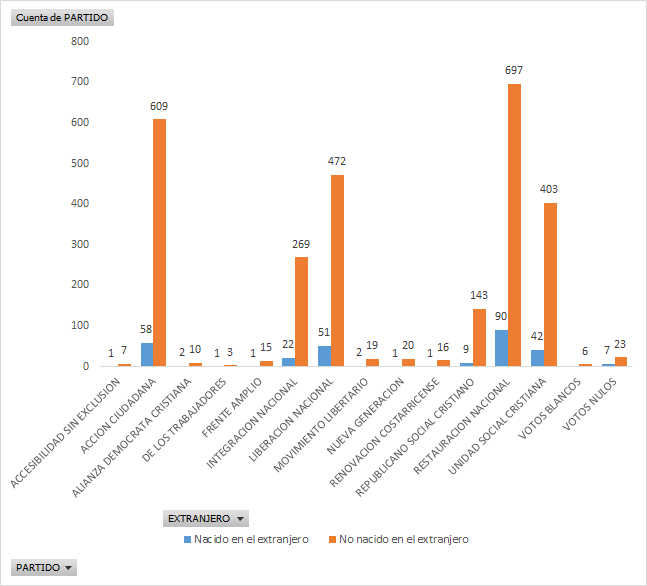 Cuenta de PARTIDO
800
700
600
500
400
300
200
100
0
1 7
58 609
2 10
1 3
1 15
22 269
51 472
2 19
1 20
1 16
9 143
90 697
42 403
6
7 23
ACCESIBILIDAD SIN EXCLUSION
ACCION CIUDADANA
ALIANZA DEMOCRATA CRISTIANA
DE LOS TRABAJADORES
FRENTE AMPLIO
INTEGRACION NACIONAL
LIBERACION NACIONAL
MOVIMIENTO LIBERTARIO
NUEVA GENERACION
RENOVACION COSTARRICENSE
REPUBLICANO SOCIAL CRISTIANO
RESTAURACION NACIONAL
UNIDAD SOCIAL CRISTIANA
VOTOS BLANCOS
VOTOS NULOS
EXTRANJERO
Nacido en el extranjero No nacido en el extranjero
PARTIDO